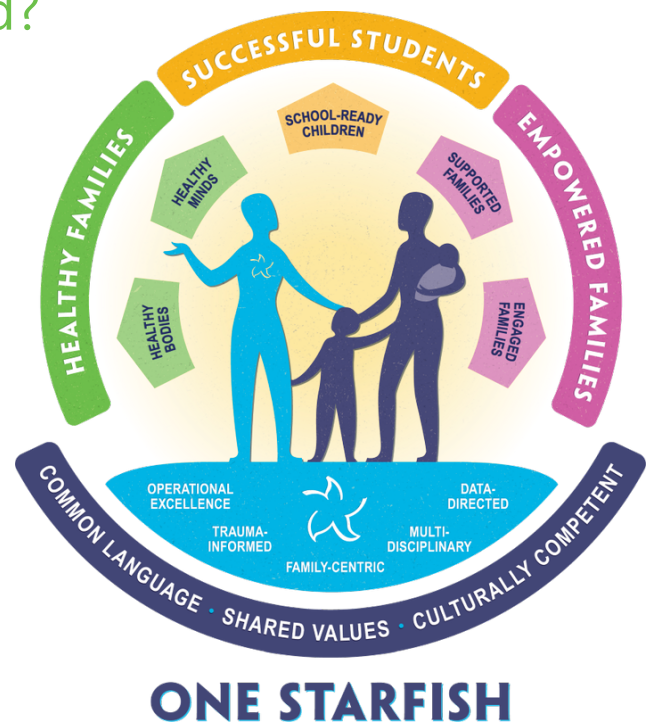 d?
SUCCESSFUL STUDENTS
HEALTHY FAMILIES
EMPOWERED FAMILIES
SCHOOL-READY
CHILDREN
HEALTHY
MINDS
SUPPORTED
FAMILIES
HEALTHY
BODIES
ENGAGED
FAMILIES
OPERATIONAL
EXCELLENCE
DATA-
DIRECTED
TRAUMA-
INFORMED
MULTI-
DISCIPLINARY
FAMILY-CENTRIC
COMMON LANGUAGE · SHARED VALUES · CULTURALLY COMPETENT
ONE STARFISH